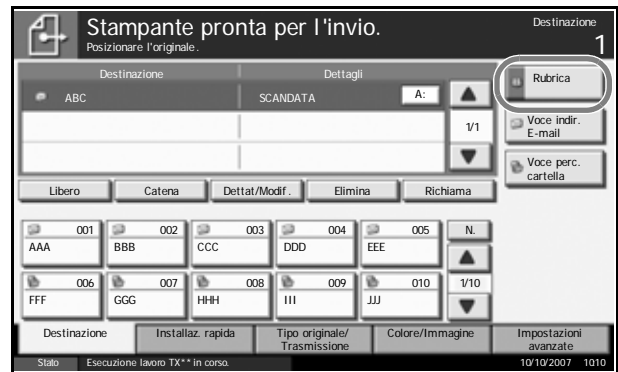 Stampante pronta per l'invio.
Posizionare l'originale.
Destinazione
1
Destinazione Dettagli
ABC SCANDATA A:
1/1
Rubrica
Voce indir.
E-mail
Voce perc.
cartella
Libero Catena Dettat/Modif. Elimina Richiama
001 002 003 004 005 N.
AAA BBB CCC DDD EEE
006 007 008 009 010 1/10
FFF GGG HHH III JJJ
Destinazione Installaz. rapida Tipo originale/
Trasmissione Colore/Immagine Impostazioni
avanzate
Stato Esecuzione lavoro TX** in corso. 10/10/2007 1010